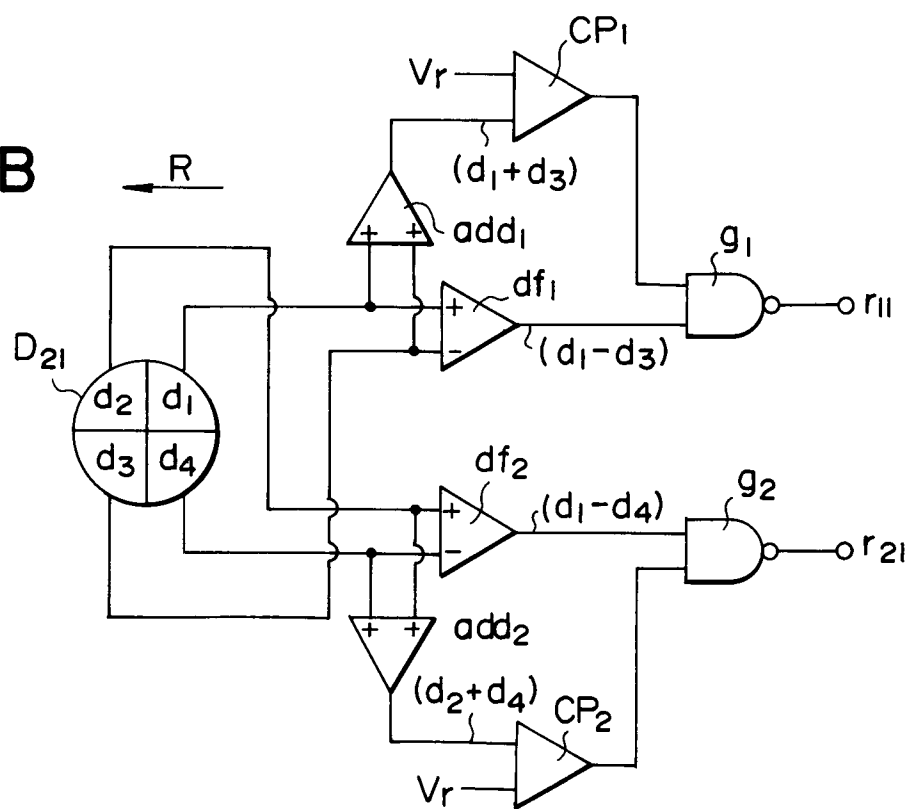 CP₁
Vr
B
R
(d₁+d₃)
+ +
add₁
g₁
df₁
+
r₁₁
−
(d₁−d₃)
D₂₁
d₂ d₁
d₃ d₄
df₂
g₂
(d₁−d₄)
+
−
r₂₁
+ +
add₂
(d₂+d₄)
CP₂
Vr